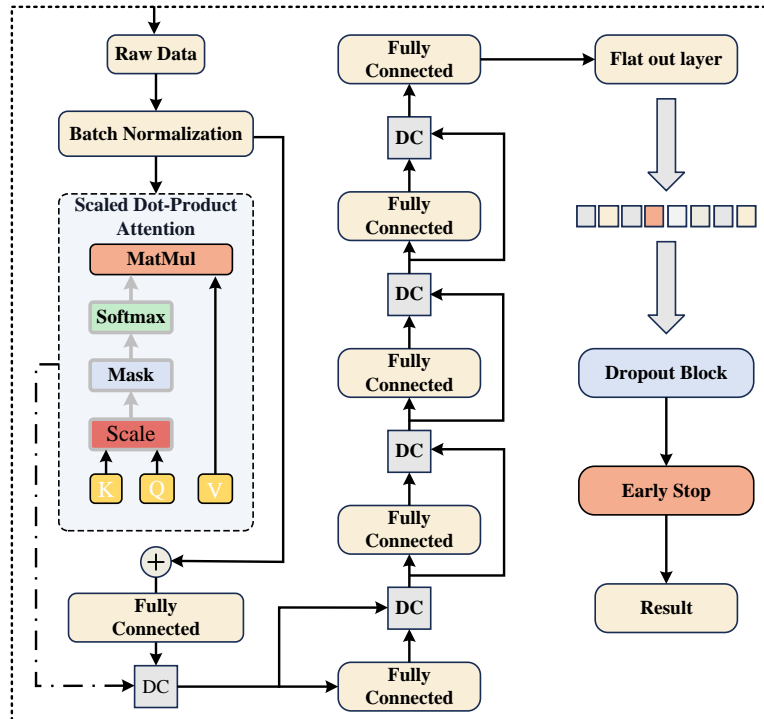 Raw Data
Batch Normalization
Scaled Dot-Product
Attention
MatMul
Softmax
Mask
Scale
K
Q
V
+
Fully
Connected
DC
Fully
Connected
DC
Fully
Connected
DC
Fully
Connected
DC
Fully
Connected
DC
Fully
Connected
Flat out layer
Dropout Block
Early Stop
Result